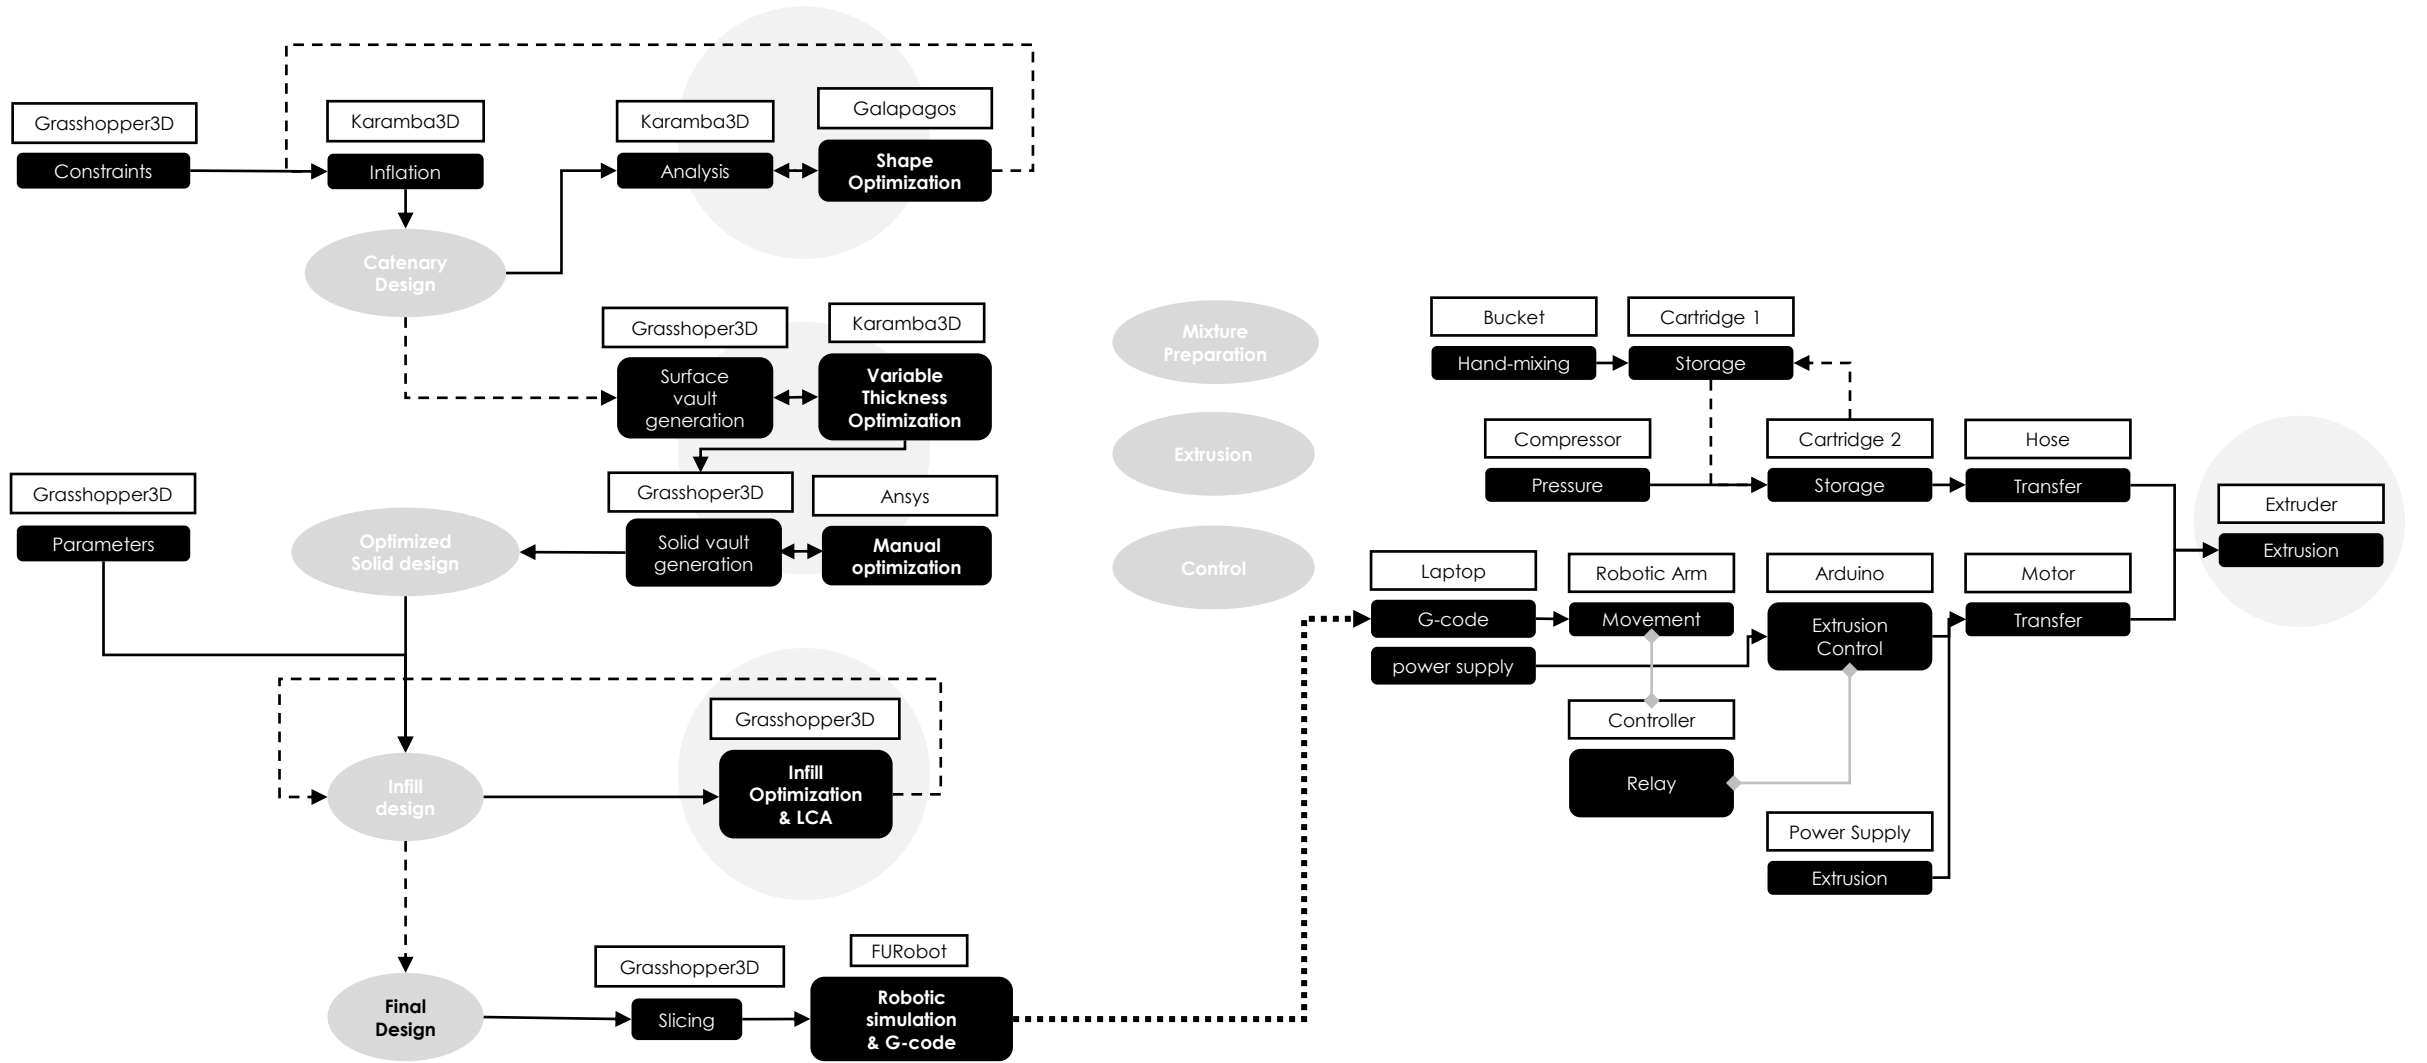 Grasshopper3D
Constraints
Karamba3D
Inflation
Karamba3D
Analysis
Galapagos
Shape
Optimization
Catenary
Design
Grasshoper3D
Surface
vault
generation
Karamba3D
Variable
Thickness
Optimization
Grasshopper3D
Parameters
Optimized
Solid design
Grasshoper3D
Solid vault
generation
Ansys
Manual
optimization
Infill
design
Grasshopper3D
Infill
Optimization
& LCA
Final
Design
Grasshopper3D
Slicing
FURobot
Robotic
simulation
& G-code
Mixture
Preparation
Extrusion
Control
Bucket
Hand-mixing
Cartridge 1
Storage
Compressor
Pressure
Cartridge 2
Storage
Hose
Transfer
Extruder
Extrusion
Laptop
G-code
power supply
Robotic Arm
Movement
Arduino
Extrusion
Control
Motor
Transfer
Controller
Relay
Power Supply
Extrusion